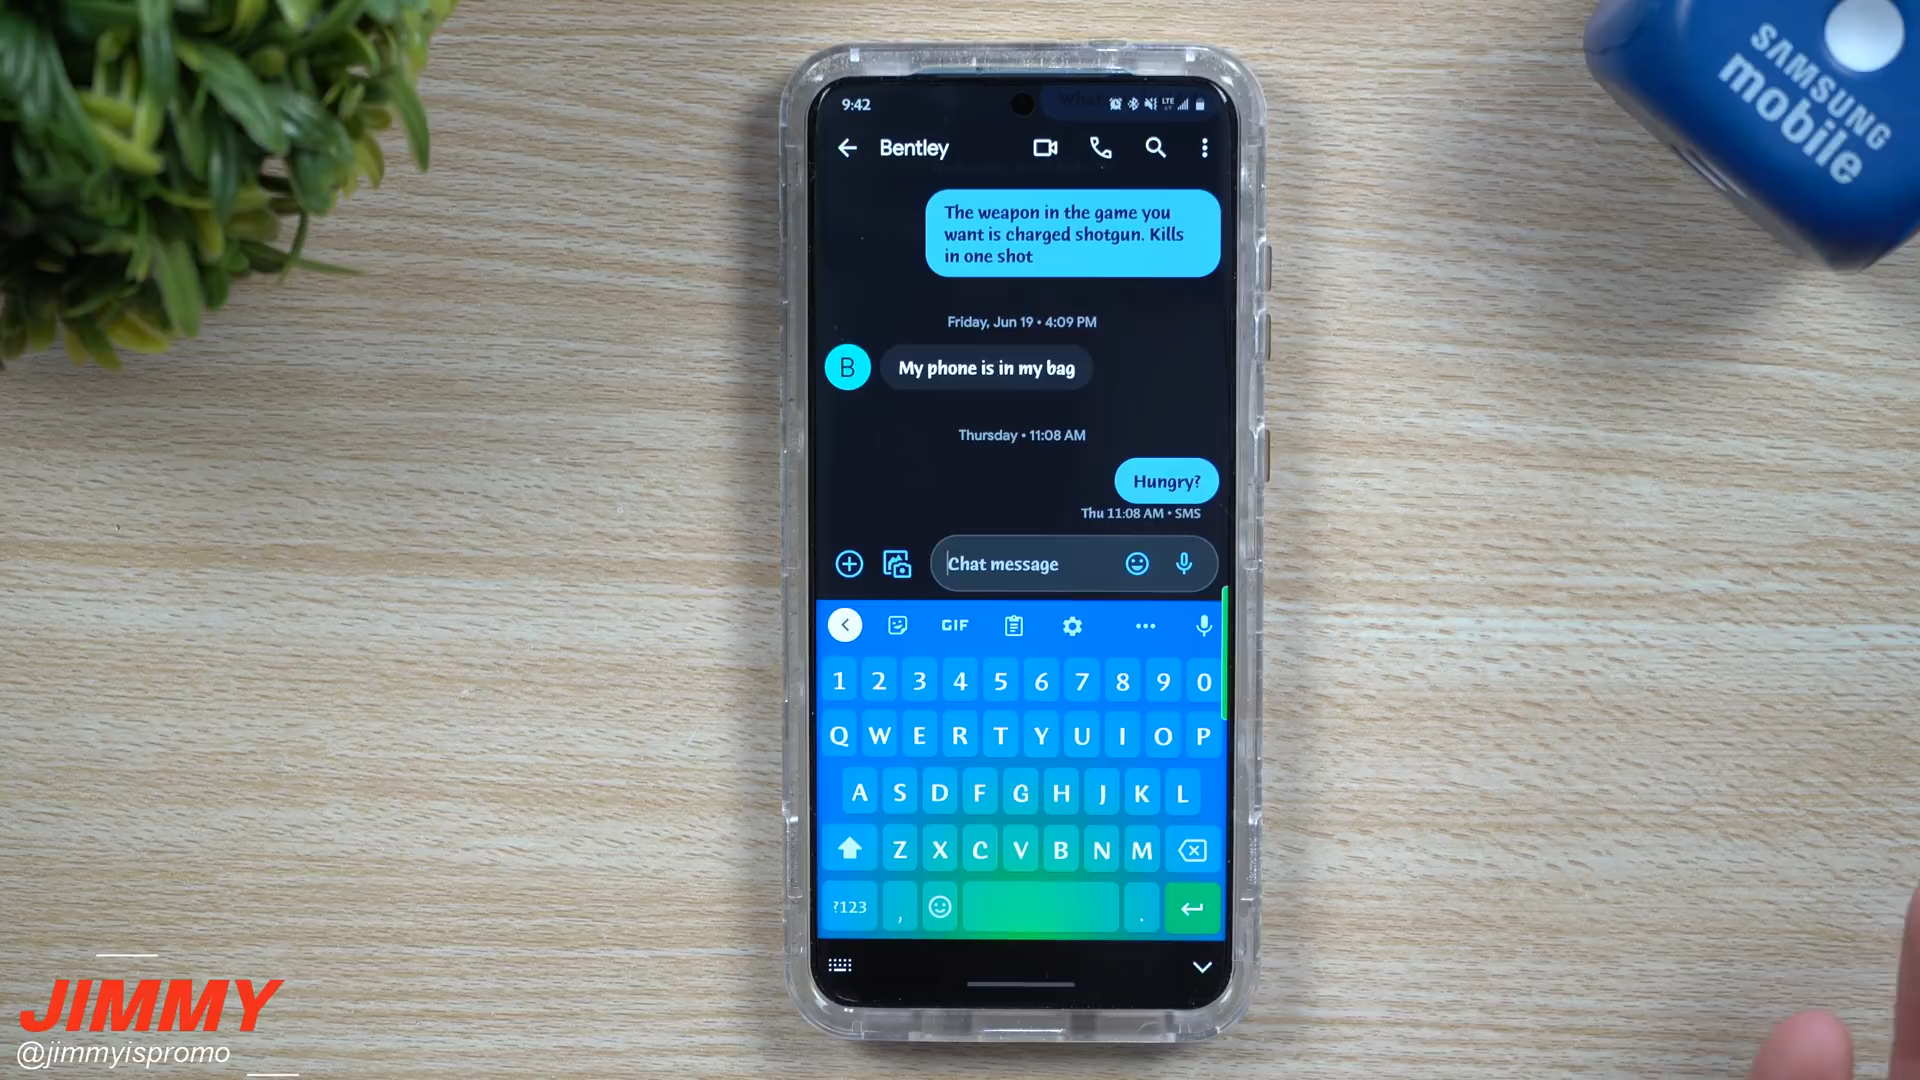 SAMSUNG
mobile
9:42
LTE
Bentley
The weapon in the game you
want is charged shotgun. Kills
in one shot
Friday, Jun 19 • 4:09 PM
B
My phone is in my bag
Thursday • 11:08 AM
Hungry?
Thu 11:08 AM • SMS
Chat message
GIF
1 2 3 4 5 6 7 8 9 0
Q W E R T Y U I O P
A S D F G H J K L
Z X C V B N M
?123 , .
JIMMY
@jimmyispromo